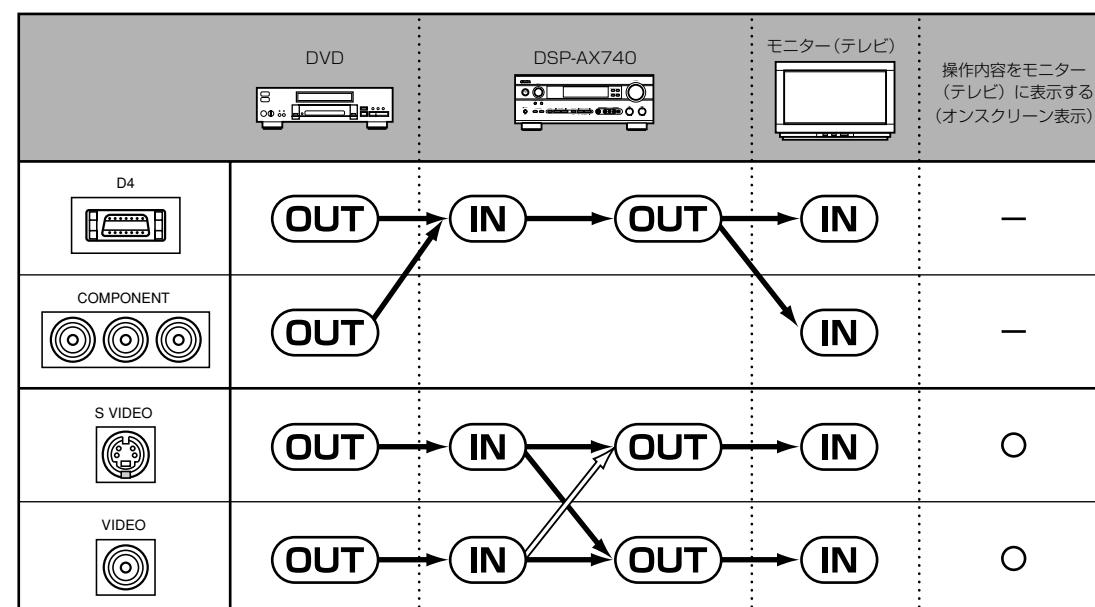 DVD
DSP-AX740
モニター（テレビ）
操作内容をモニター
（テレビ）に表示する
（オンスクリーン表示）
D4
OUT IN OUT IN －
COMPONENT
OUT IN －
S VIDEO
OUT IN OUT IN ○
VIDEO
OUT IN OUT IN ○